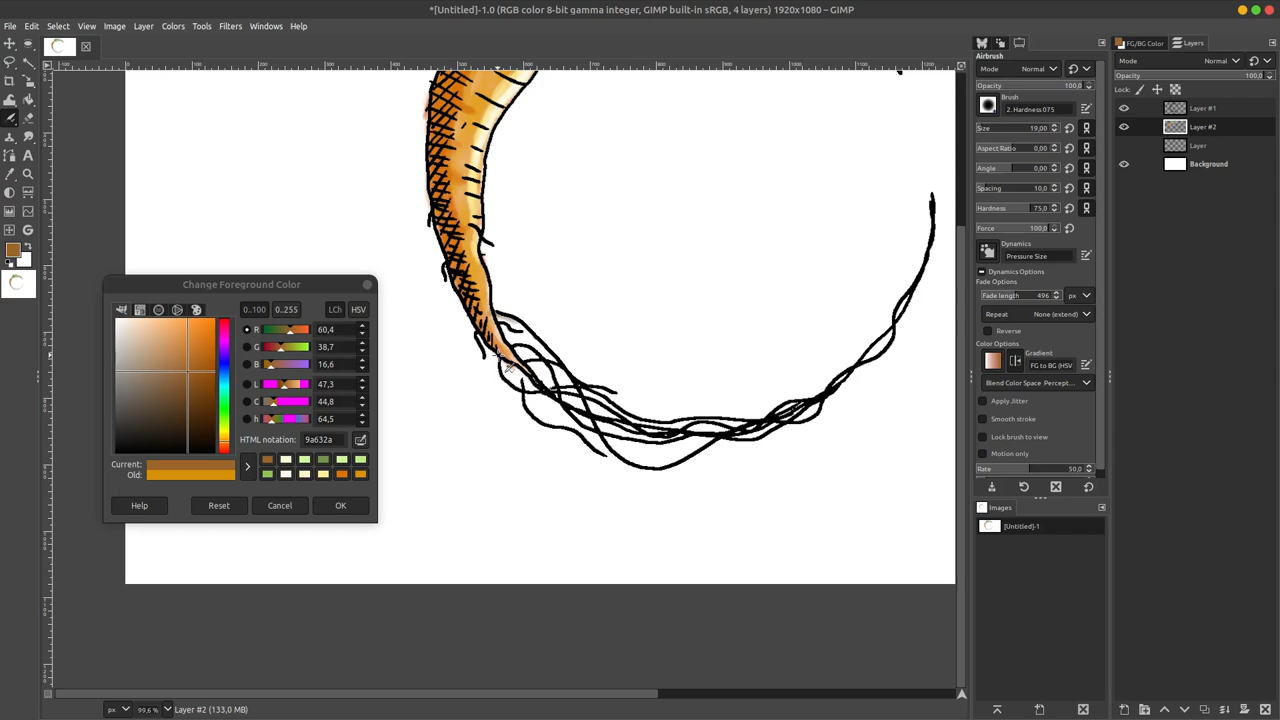 *[Untitled]-1.0 (RGB color 8-bit gamma integer, GIMP built-in sRGB, 4 layers) 1920x1080 – GIMP
File Edit Select View Image Layer Colors Tools Filters Windows Help
FG/BG Color Layers
Airbrush
Mode Normal
Opacity 100,0
Brush
2. Hardness 075
Size 19,00
Aspect Ratio 0,00
Angle 0,00
Spacing 10,0
Hardness 75,0
Force 100,0
Dynamics
Pressure Size
Dynamics Options
Fade Options
Fade length 496 px
Repeat None (extend)
Reverse
Color Options
Gradient
FG to BG (HSV
Blend Color Space Percept...
Apply Jitter
Smooth stroke
Lock brush to view
Motion only
Rate 50,0
Images
[Untitled]-1
Mode Normal
Opacity 100,0
Lock:
Layer #1
Layer #2
Layer
Background
Change Foreground Color
0..100 0..255 LCh HSV
R 60,4
G 38,7
B 16,6
L 47,3
C 44,8
h 64,5
HTML notation: 9a632a
Current:
Old:
Help Reset Cancel OK
px 99,6 % Layer #2 (133,0 MB)